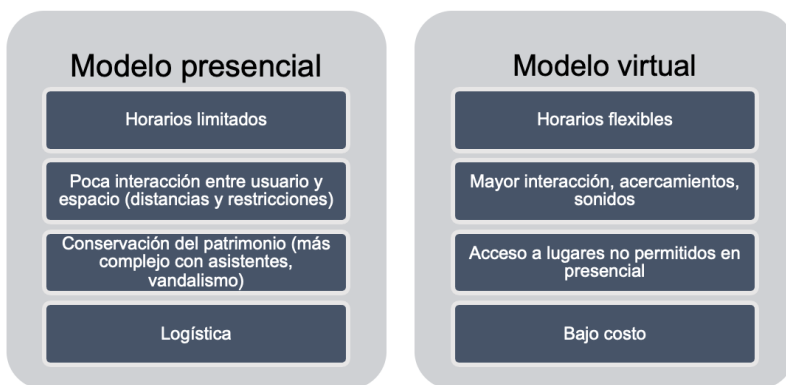 Modelo presencial
Horarios limitados
Poca interacción entre usuario y
espacio (distancias y restricciones)
Conservación del patrimonio (más
complejo con asistentes,
vandalismo)
Logística
Modelo virtual
Horarios flexibles
Mayor interacción, acercamientos,
sonidos
Acceso a lugares no permitidos en
presencial
Bajo costo